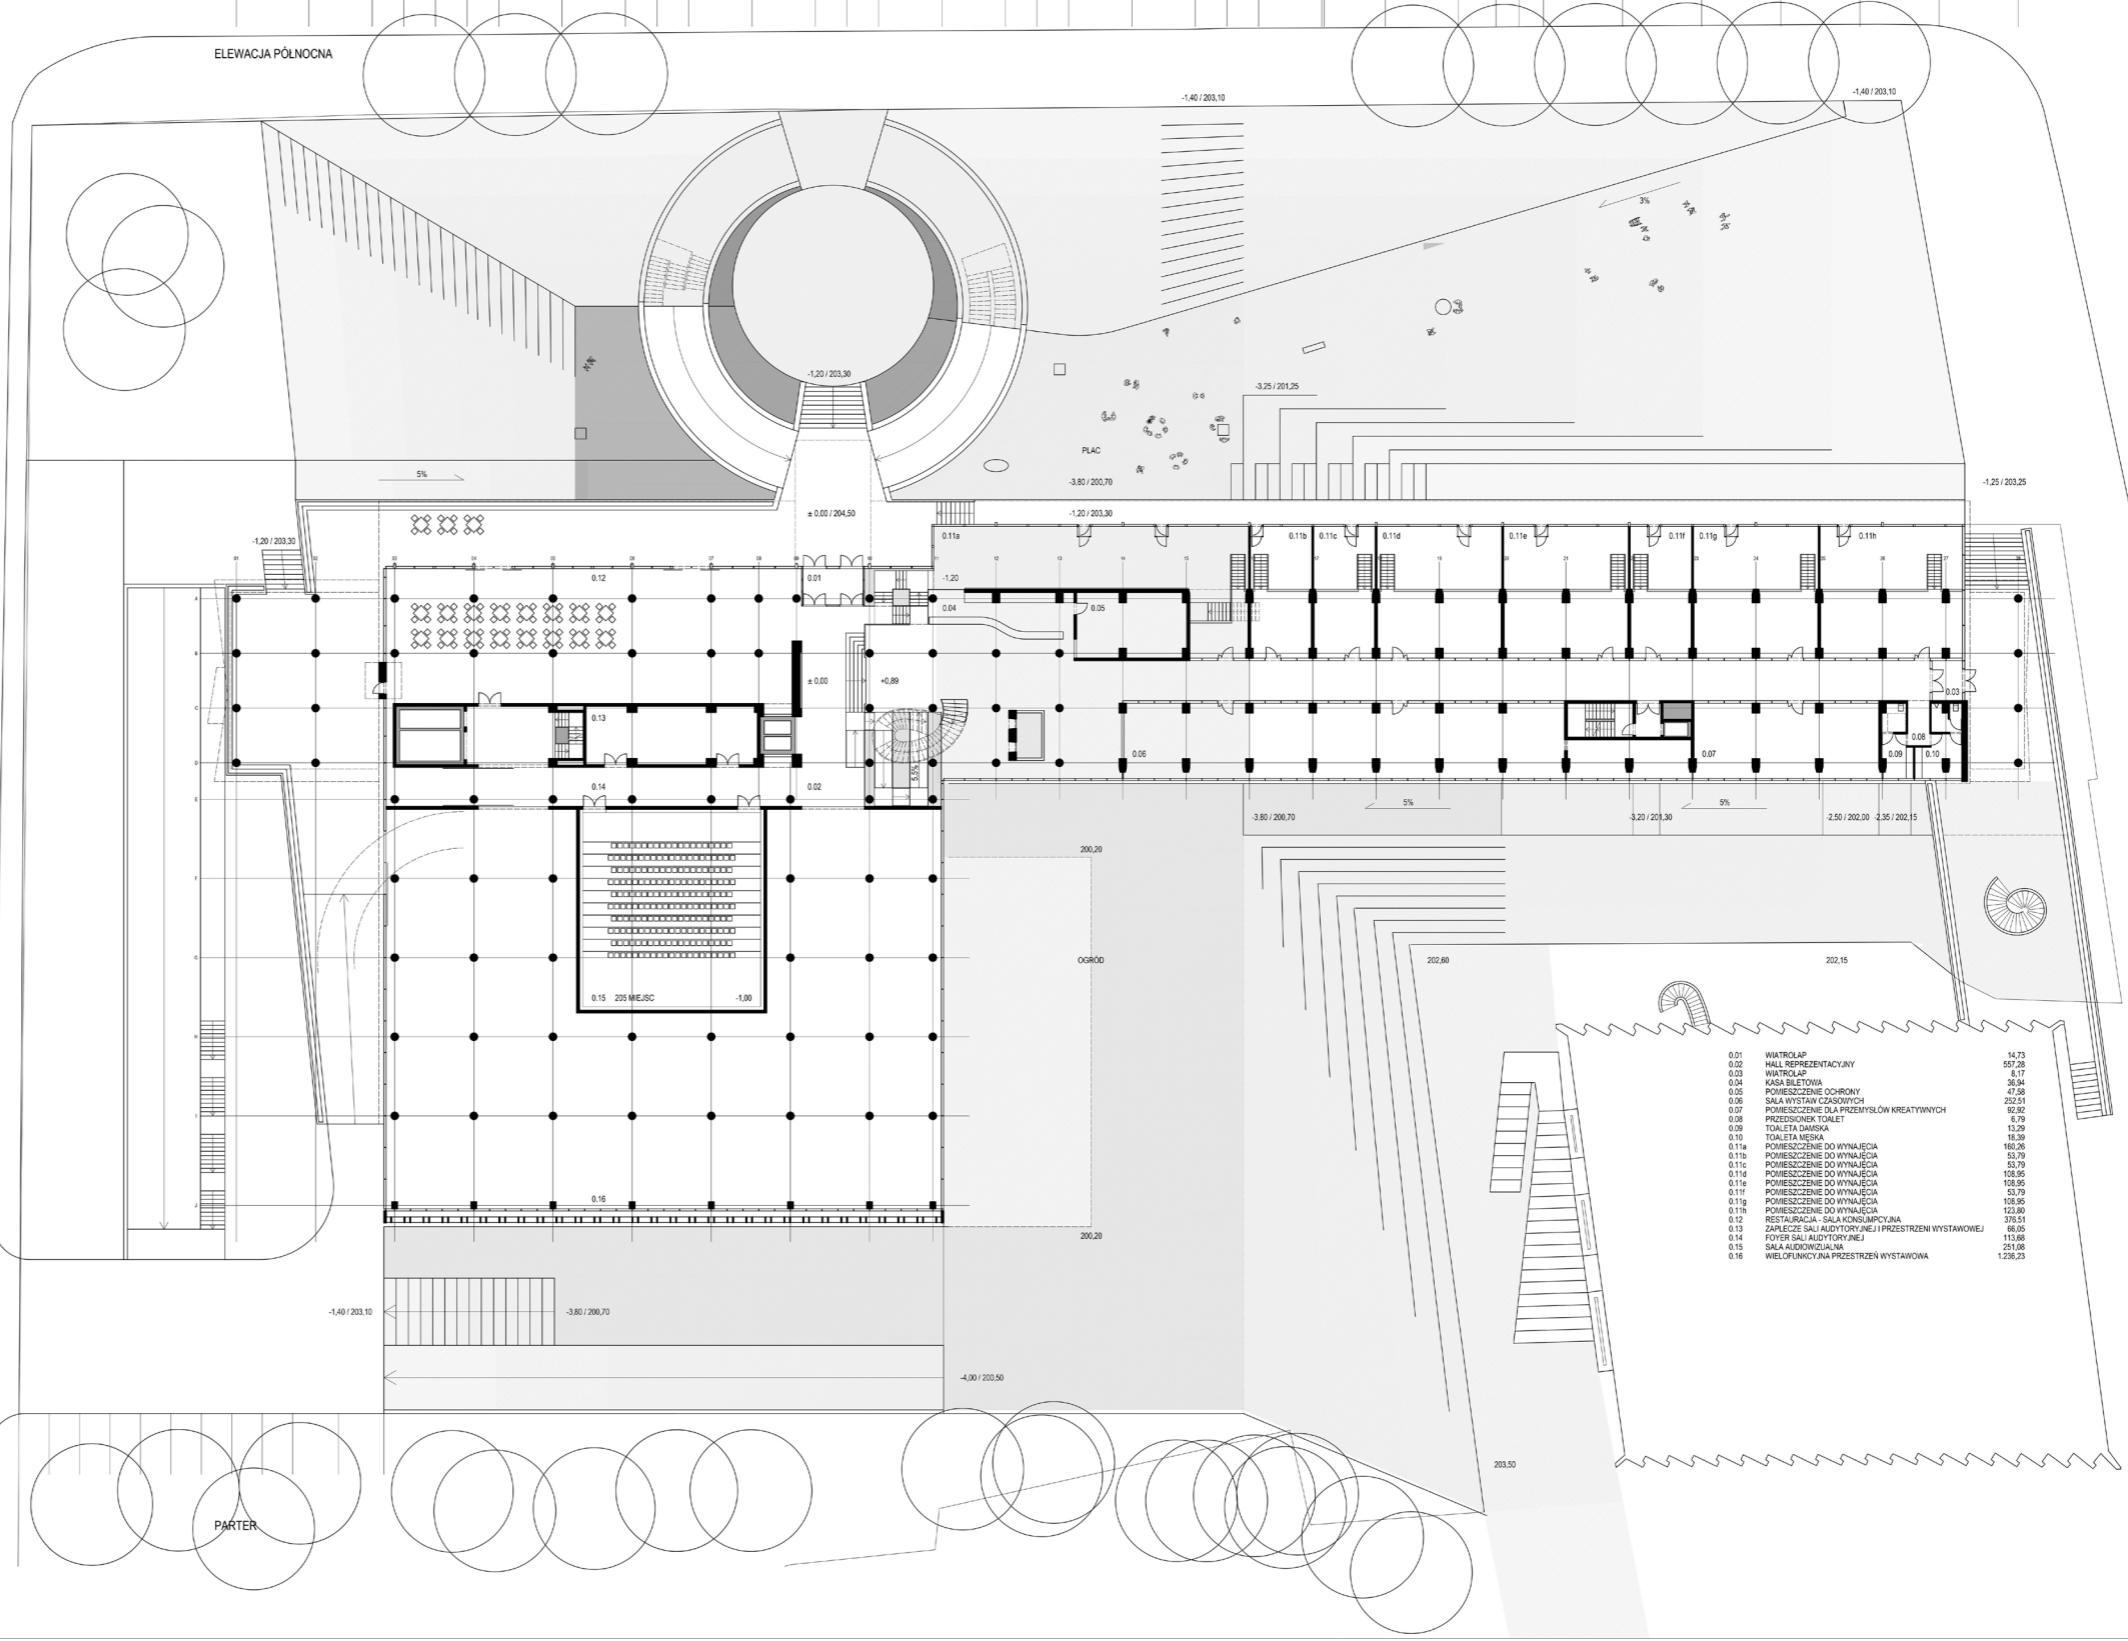 ELEWACJA PÓŁNOCNA
-1,40 / 203,10
-1,40 / 203,10
3%
-1,20 / 203,30
-3,25 / 201,25
PLAC
5%
-3,80 / 200,70
-1,25 / 203,25
± 0,00 / 204,50
-1,20 / 203,30
-1,20 / 203,30
0.11a
0.11b
0.11c
0.11d
0.11e
0.11f
0.11g
0.11h
0.12
0.01
-1,20
0.04
0.05
± 0,00
+0,89
0.03
0.13
0.06
0.07
0.08
0.09
0.10
5,5%
0.14
0.02
5%
5%
-3,80 / 200,70
-3,20 / 201,30
-2,50 / 202,00
-2,35 / 202,15
200,20
OGRÓD
202,60
202,15
0.15 205 MIEJSC -1,00
0.16
200,20
0.01 WIATROŁAP 14,73
0.02 HALL REPREZENTACYJNY 557,28
0.03 WIATROŁAP 8,17
0.04 KASA BILETOWA 36,94
0.05 POMIESZCZENIE OCHRONY 47,58
0.06 SALA WYSTAW CZASOWYCH 252,51
0.07 POMIESZCZENIE DLA PRZEMYSŁÓW KREATYWNYCH 92,92
0.08 PRZEDSIONEK TOALET 6,79
0.09 TOALETA DAMSKA 13,29
0.10 TOALETA MĘSKA 18,39
0.11a POMIESZCZENIE DO WYNAJĘCIA 160,26
0.11b POMIESZCZENIE DO WYNAJĘCIA 53,79
0.11c POMIESZCZENIE DO WYNAJĘCIA 53,79
0.11d POMIESZCZENIE DO WYNAJĘCIA 108,95
0.11e POMIESZCZENIE DO WYNAJĘCIA 108,95
0.11f POMIESZCZENIE DO WYNAJĘCIA 53,79
0.11g POMIESZCZENIE DO WYNAJĘCIA 108,95
0.11h POMIESZCZENIE DO WYNAJĘCIA 123,80
0.12 RESTAURACJA - SALA KONSUMPCYJNA 376,51
0.13 ZAPLECZE SALI AUDYTORYJNEJ I PRZESTRZENI WYSTAWOWEJ 66,05
0.14 FOYER SALI AUDYTORYJNEJ 113,68
0.15 SALA AUDIOWIZUALNA 251,08
0.16 WIELOFUNKCYJNA PRZESTRZEŃ WYSTAWOWA 1.236,23
-1,40 / 203,10
-3,80 / 200,70
-4,00 / 200,50
203,50
PARTER